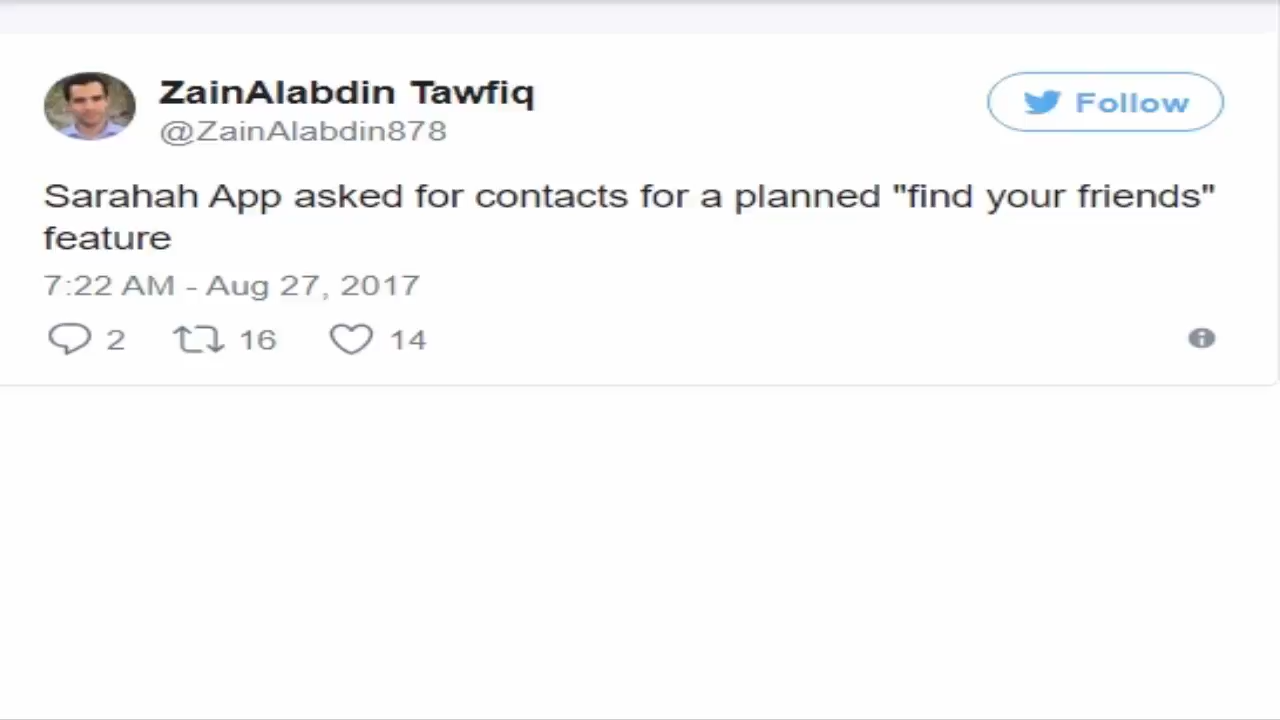 ZainAlabdin Tawfiq
@ZainAlabdin878
Follow
Sarahah App asked for contacts for a planned "find your friends"
feature
7:22 AM - Aug 27, 2017
2 16 14